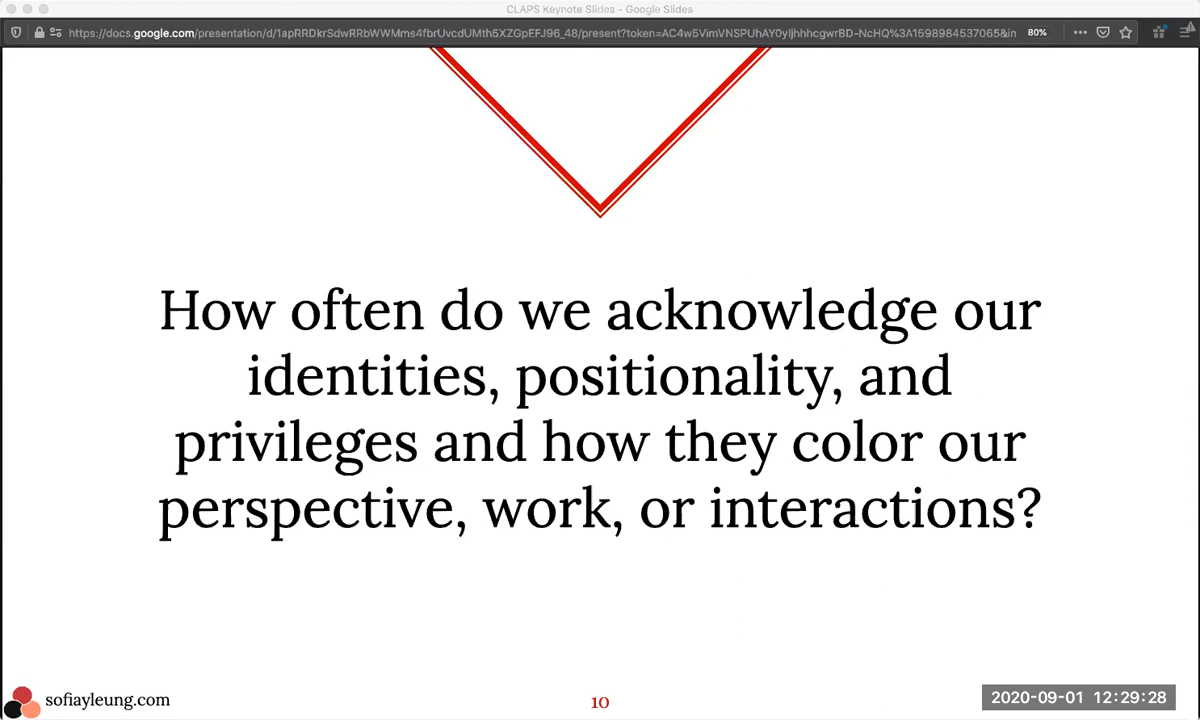 CLAPS Keynote Slides - Google Slides
https://docs.google.com/presentation/d/1apRRDkrSdwRRbWWMms4fbrUvcdUMth5XZGpEFJ96_48/present?token=AC4w5VimVNSPUhAY0yljhhhcgwrBD-NcHQ%3A1598984537065&in 80%
How often do we acknowledge our
identities, positionality, and
privileges and how they color our
perspective, work, or interactions?
sofiayleung.com
10
2020-09-01 12:29:28